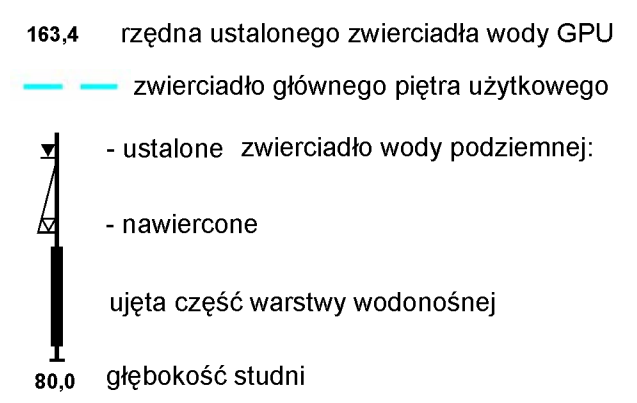 163,4 rzędna ustalonego zwierciadła wody GPU
zwierciadło głównego piętra użytkowego
- ustalone zwierciadło wody podziemnej:
- nawiercone
ujęta część warstwy wodonośnej
80,0 głębokość studni